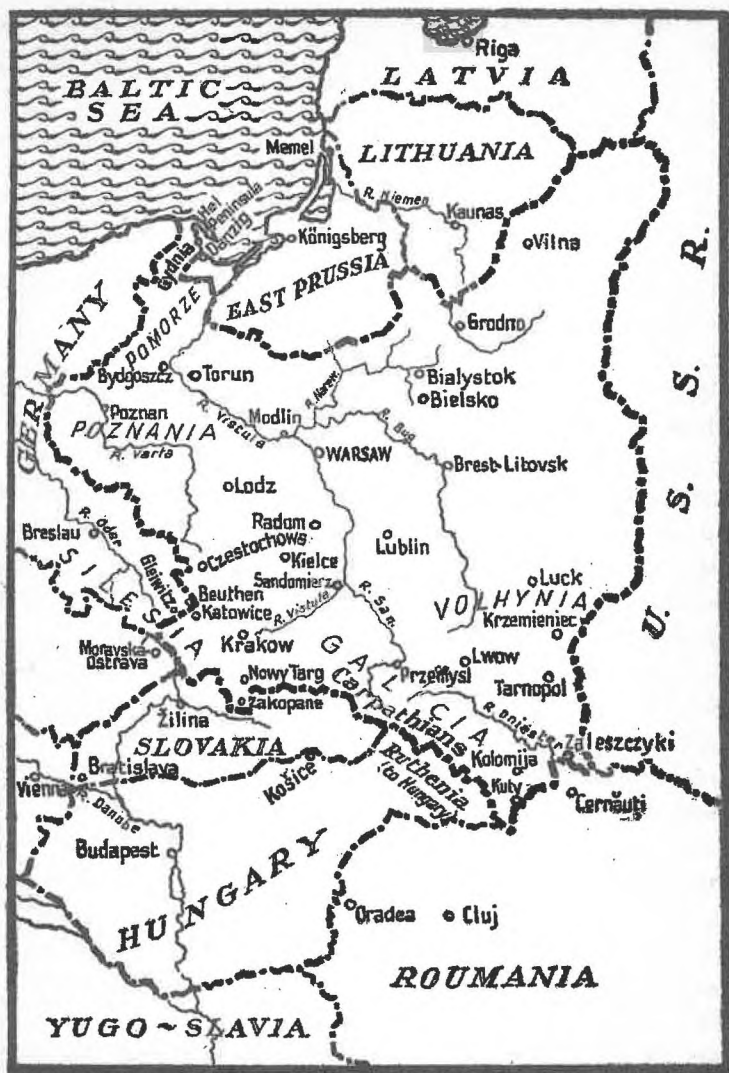 Riga
LATVIA
BALTIC
SEA
Memel
LITHUANIA
R. Niemen
Kaunas
Vilna
Hel
Peninsula
Danzig
Gdynia
Königsberg
EAST PRUSSIA
Grodno
U.S.S.R.
GERMANY
POMORZE
Bydgoszcz
Torun
R. Narew
Bialystok
Bielsko
Poznan
POZNANIA
R. Varta
R. Vistula
Modlin
R. Bug
WARSAW
Brest-Litovsk
Lodz
Breslau
R. Oder
Radom
Lublin
Czestochowa
Kielce
SILESIA
Gleiwitz
Beuthen
Katowice
Sandomierz
R. Vistula
R. San.
Luck
VOLHYNIA
Krzemieniec
Moravska
Ostrava
Krakow
GALICIA
Przemysl
Lwow
Tarnopol
Nowy Targ
Zakopane
Carpathians
R. Dniester
Zaleszczyki
Žilina
SLOVAKIA
Košice
Ruthenia
(to Hungary)
Kolomija
Kuty
Cernăuti
Bratislava
Vienna
R. Danube
Budapest
HUNGARY
Oradea
Cluj
ROUMANIA
YUGO~SLAVIA